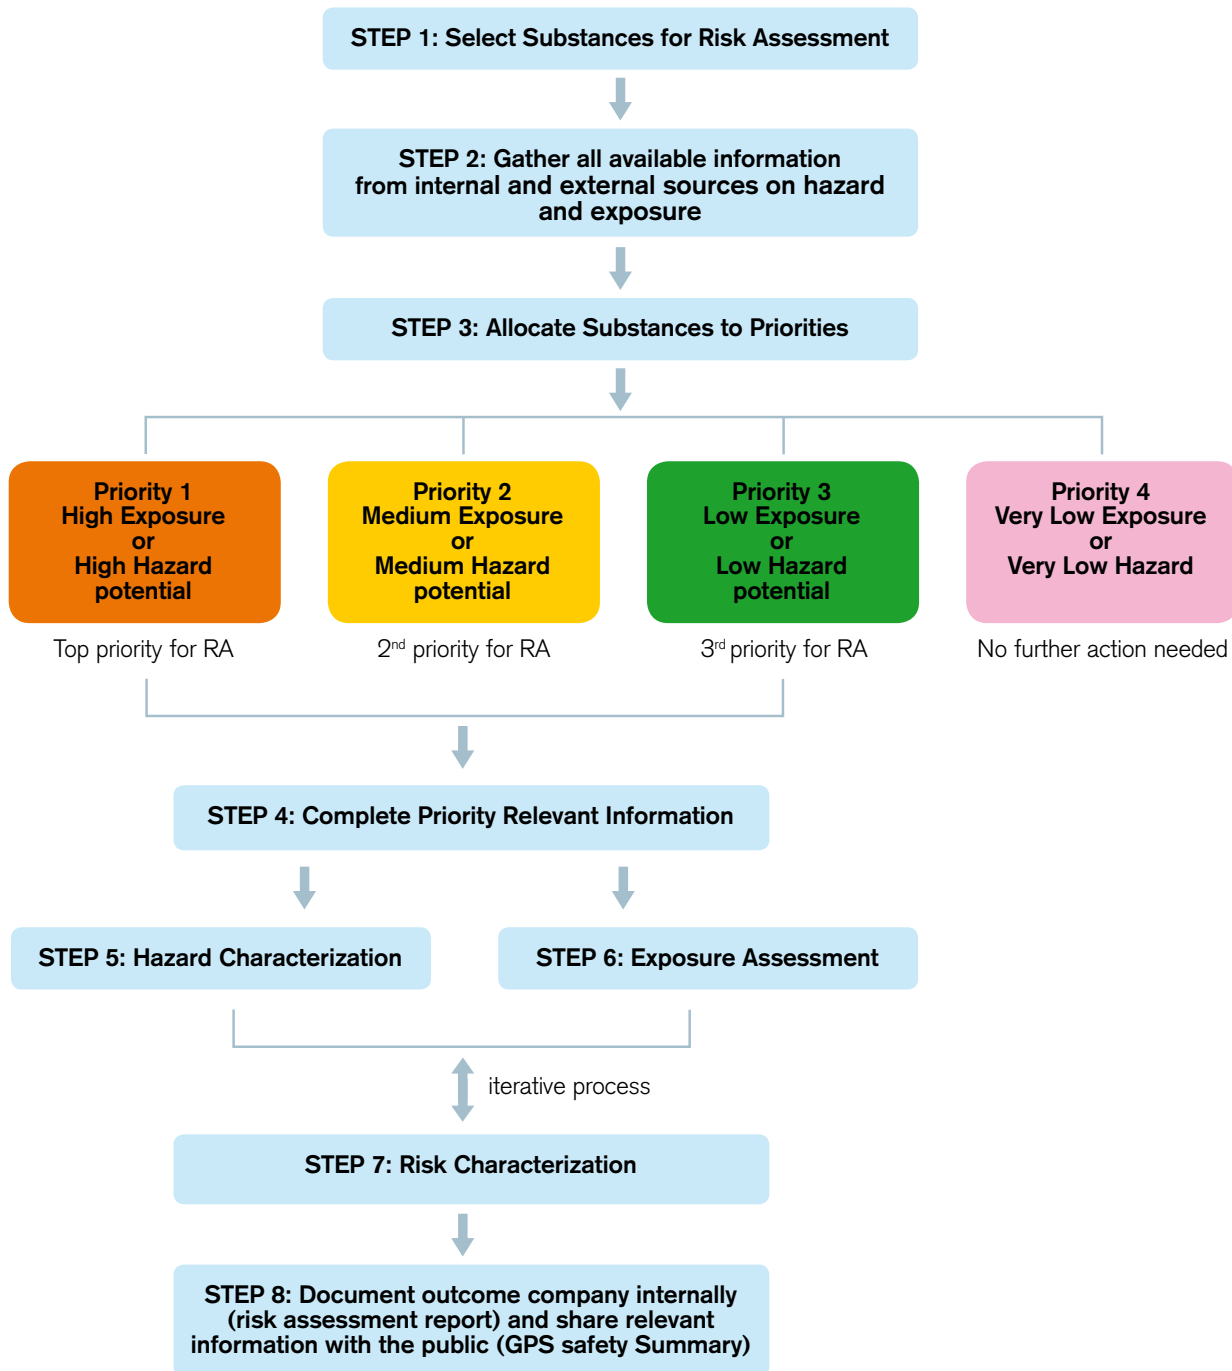 STEP 1: Select Substances for Risk Assessment
STEP 2: Gather all available information
from internal and external sources on hazard
and exposure
STEP 3: Allocate Substances to Priorities
Priority 1
High Exposure
or
High Hazard
potential
Priority 2
Medium Exposure
or
Medium Hazard
potential
Priority 3
Low Exposure
or
Low Hazard
potential
Priority 4
Very Low Exposure
or
Very Low Hazard
Top priority for RA
2nd priority for RA
3rd priority for RA
No further action needed
STEP 4: Complete Priority Relevant Information
STEP 5: Hazard Characterization
STEP 6: Exposure Assessment
iterative process
STEP 7: Risk Characterization
STEP 8: Document outcome company internally
(risk assessment report) and share relevant
information with the public (GPS safety Summary)